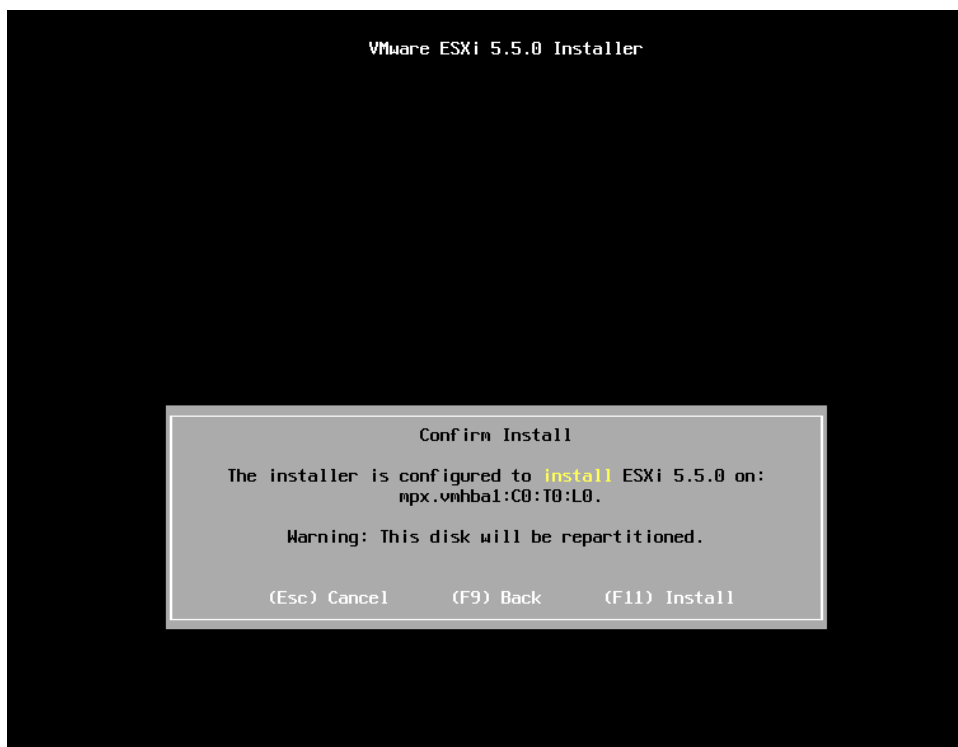 VMware ESXi 5.5.0 Installer
Confirm Install
The installer is configured to install ESXi 5.5.0 on:
mpx.vmhba1:C0:T0:L0.
Warning: This disk will be repartitioned.
(Esc) Cancel (F9) Back (F11) Install